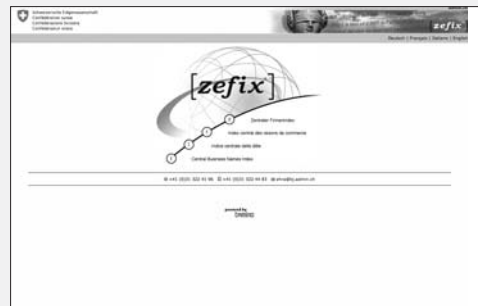 Schweizerische Eidgenossenschaft
Confédération suisse
Confederazione Svizzera
Confederaziun svizra
zefix
Deutsch | Français | Italiano | English
[zefix]
Zentraler Firmenindex
Index central des raisons de commerce
Indice centrale delle ditte
Central Business Names Index
powered by